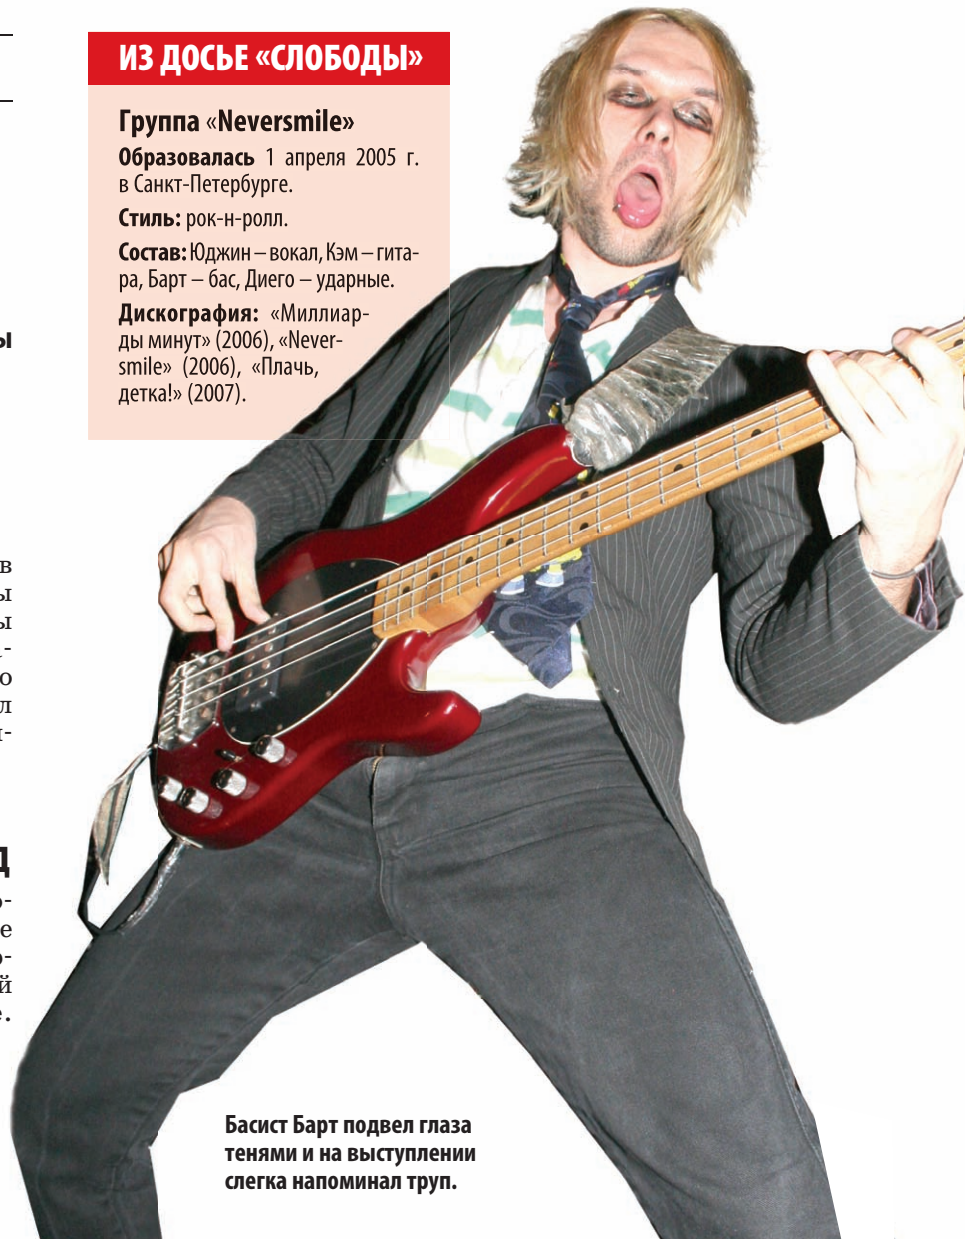 ИЗ ДОСЬЕ «СЛОБОДЫ»
Группа «Neversmile»
Образовалась 1 апреля 2005 г.
в Санкт-Петербурге.
Стиль: рок-н-ролл.
Состав: Юджин – вокал, Кэм – гита-
ра, Барт – бас, Диего – ударные.
Дискография: «Миллиар-
ды минут» (2006), «Never-
smile» (2006), «Плачь,
детка!» (2007).
Басист Барт подвел глаза
тенями и на выступлении
слегка напоминал труп.